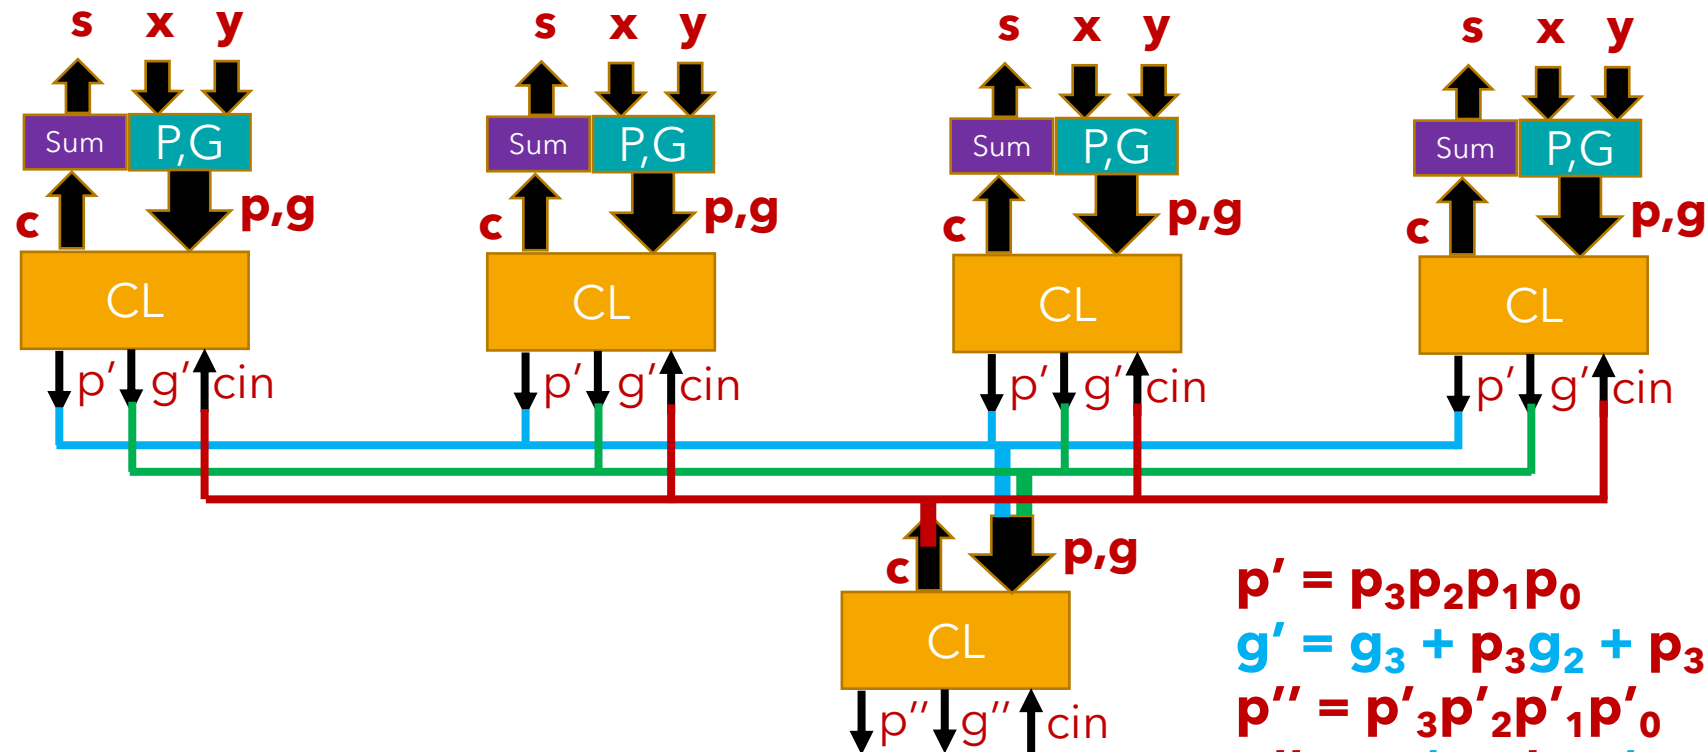 s x y s x y s x y s x y
Sum P,G Sum P,G Sum P,G Sum P,G
c p,g c p,g c p,g c p,g
CL CL CL CL
p′ g′ cin p′ g′ cin p′ g′ cin p′ g′ cin
c p,g
CL
p′′ g′′ cin
p′ = p₃p₂p₁p₀
g′ = g₃ + p₃g₂ + p₃
p′′ = p′₃p′₂p′₁p′₀